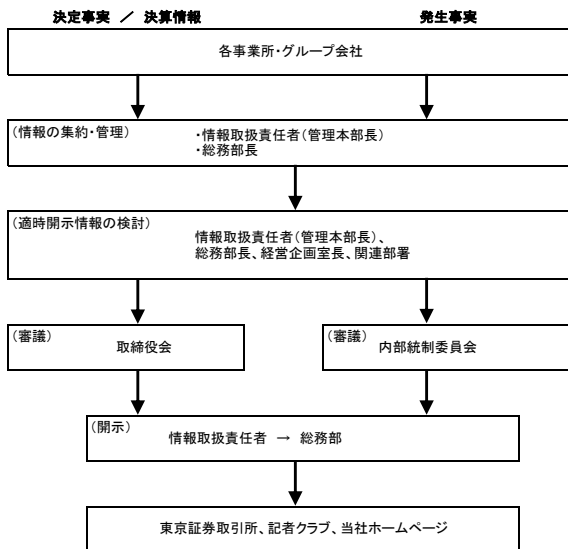 決定事実 ／ 決算情報
発生事実
各事業所・グループ会社
(情報の集約・管理)
・情報取扱責任者(管理本部長)
・総務部長
(適時開示情報の検討)
情報取扱責任者(管理本部長)、
総務部長、経営企画室長、関連部署
(審議)
取締役会
(審議)
内部統制委員会
(開示)
情報取扱責任者 → 総務部
東京証券取引所、記者クラブ、当社ホームページ